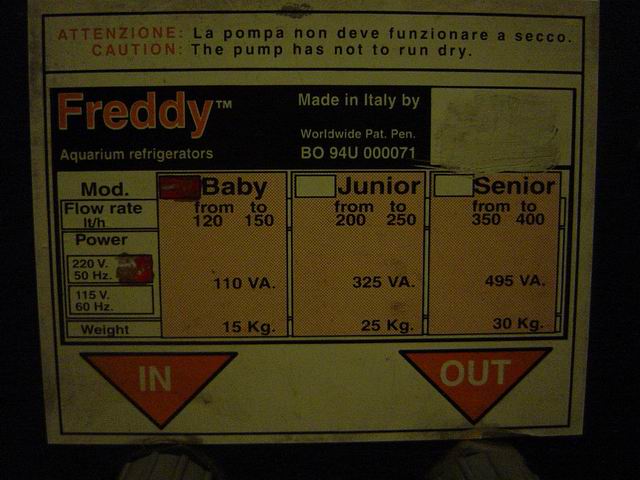 ATTENZIONE: La pompa non deve funzionare a secco.
CAUTION: The pump has not to run dry.
Freddy™
Made in Italy by
Worldwide Pat. Pen.
Aquarium refrigerators
BO 94U 000071
Mod. Baby Junior Senior
Flow rate lt/h from 120 to 150 from 200 to 250 from 350 to 400
Power
220 V. 50 Hz.
110 VA. 325 VA. 495 VA.
115 V. 60 Hz.
Weight 15 Kg. 25 Kg. 30 Kg.
IN OUT